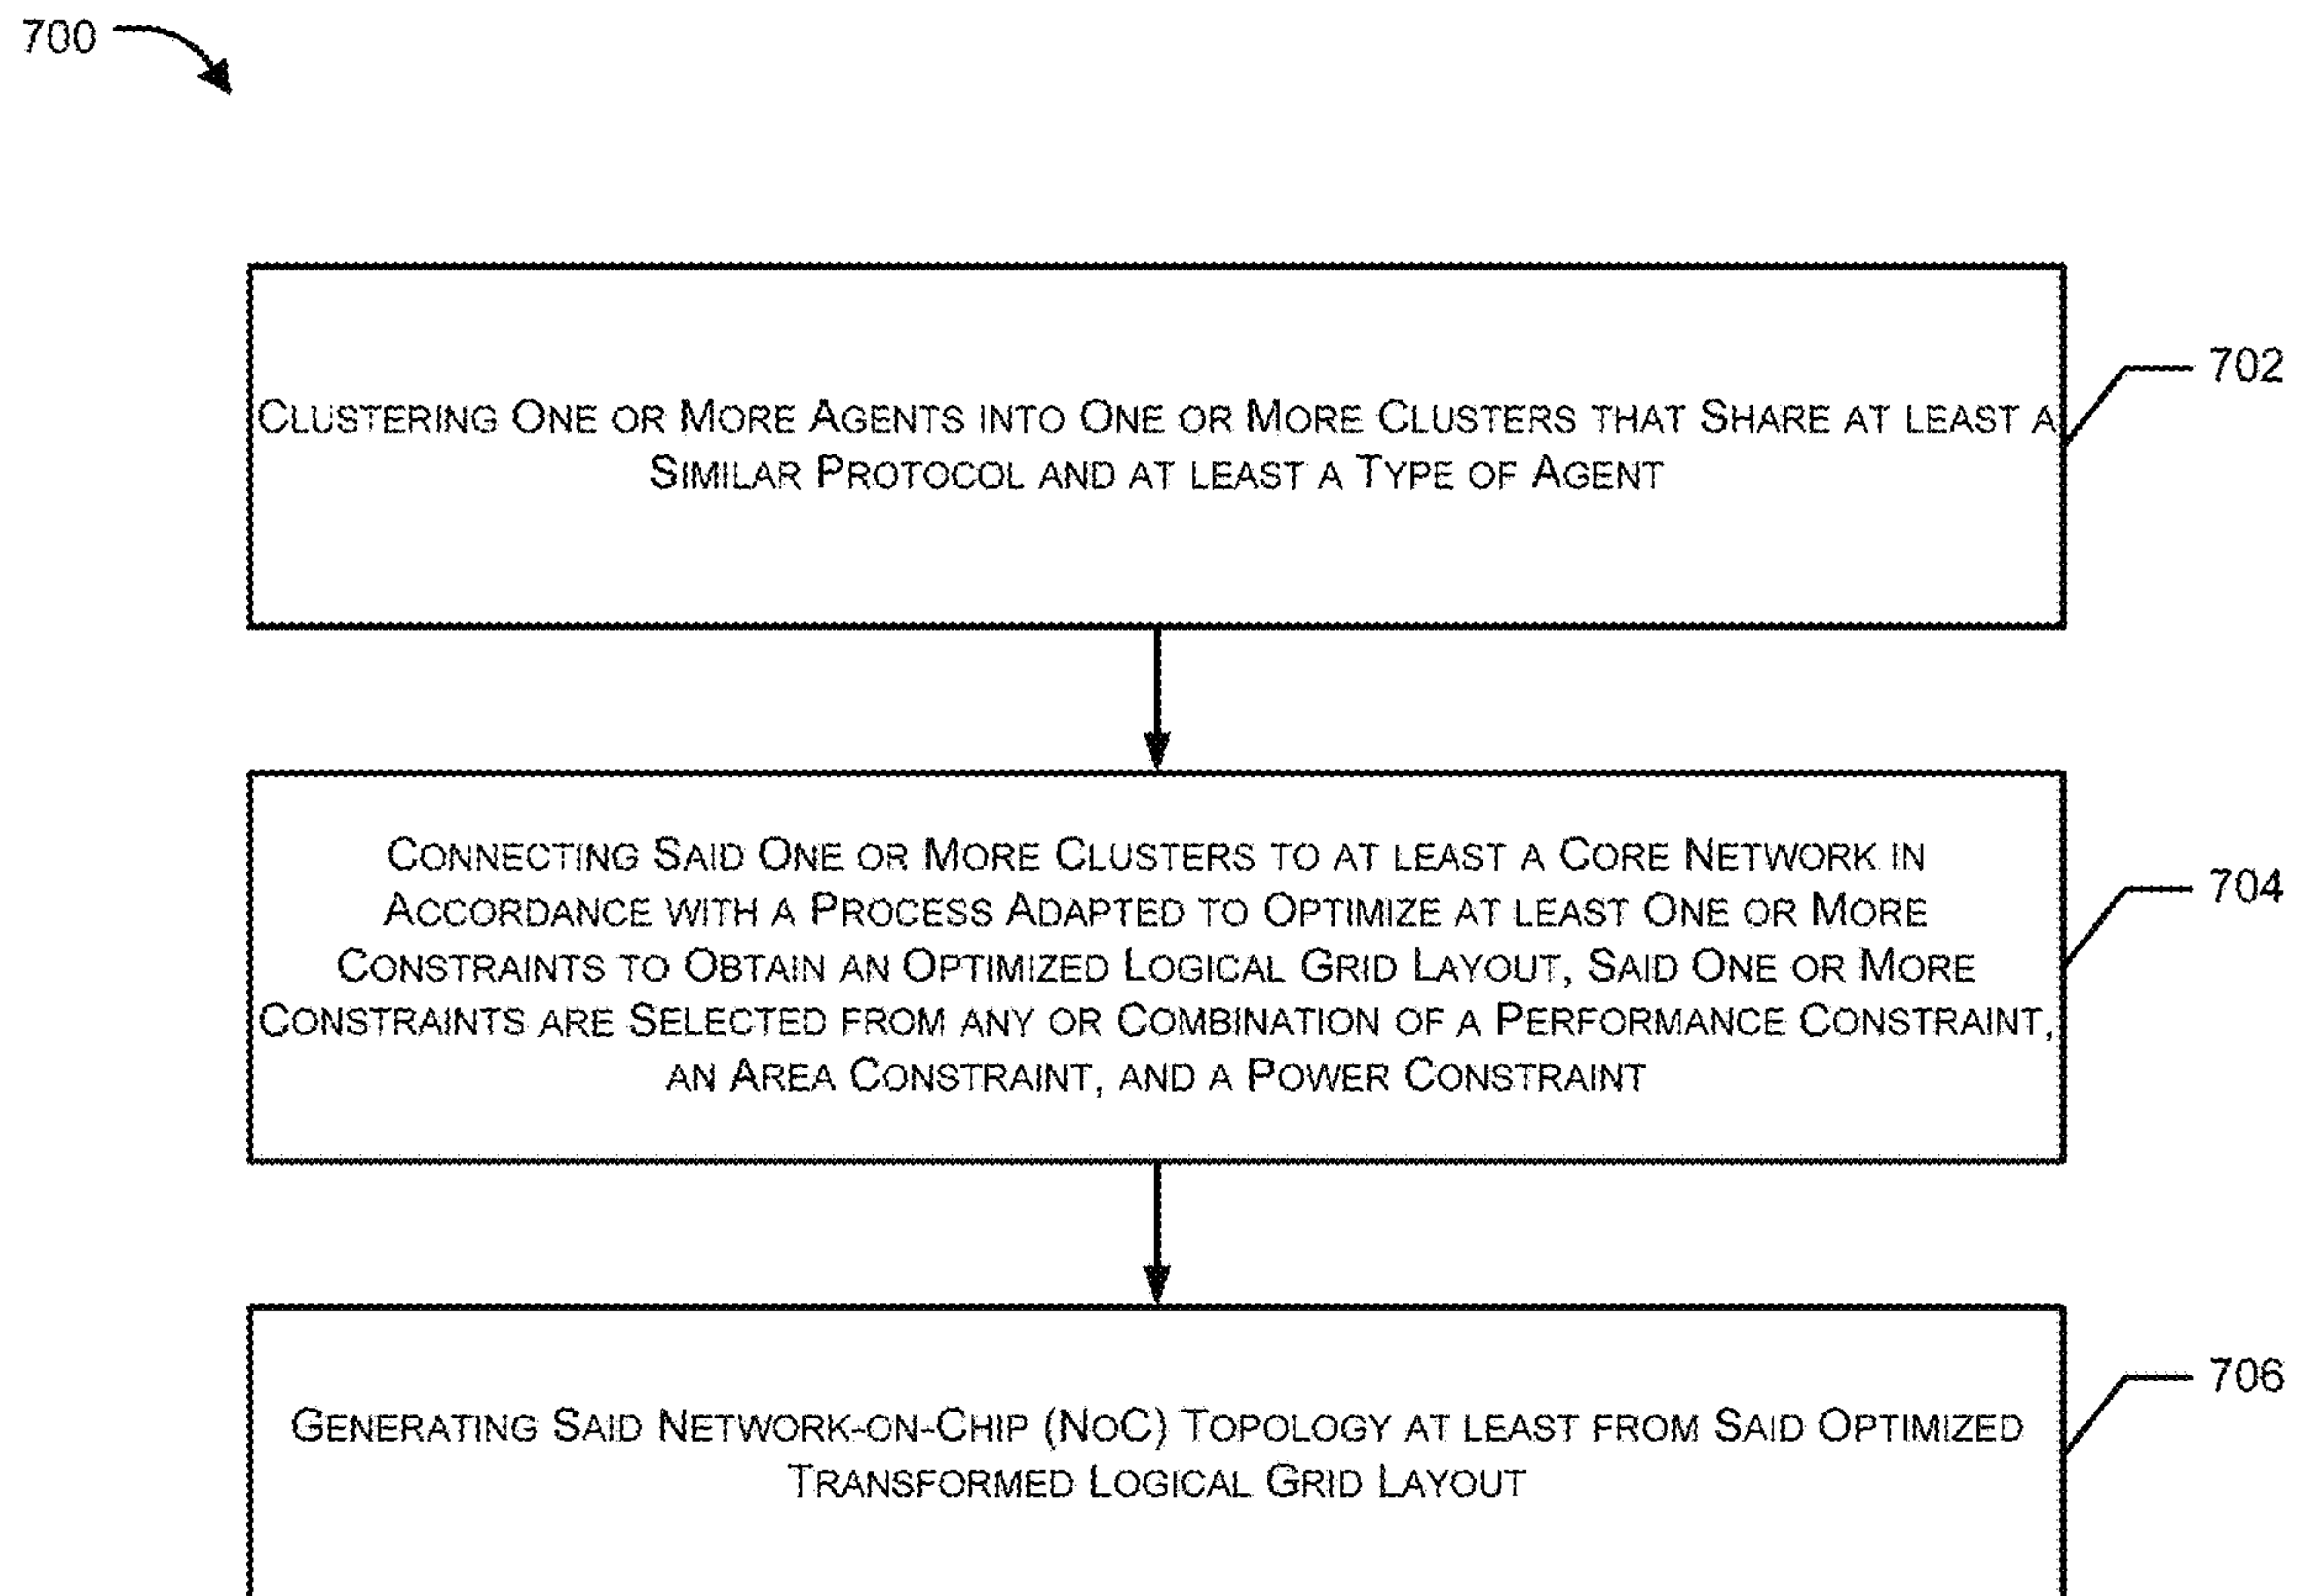 700
CLUSTERING ONE OR MORE AGENTS INTO ONE OR MORE CLUSTERS THAT SHARE AT LEAST A
SIMILAR PROTOCOL AND AT LEAST A TYPE OF AGENT
702
CONNECTING SAID ONE OR MORE CLUSTERS TO AT LEAST A CORE NETWORK IN
ACCORDANCE WITH A PROCESS ADAPTED TO OPTIMIZE AT LEAST ONE OR MORE
CONSTRAINTS TO OBTAIN AN OPTIMIZED LOGICAL GRID LAYOUT, SAID ONE OR MORE
CONSTRAINTS ARE SELECTED FROM ANY OR COMBINATION OF A PERFORMANCE CONSTRAINT,
AN AREA CONSTRAINT, AND A POWER CONSTRAINT
704
GENERATING SAID NETWORK-ON-CHIP (NOC) TOPOLOGY AT LEAST FROM SAID OPTIMIZED
TRANSFORMED LOGICAL GRID LAYOUT
706